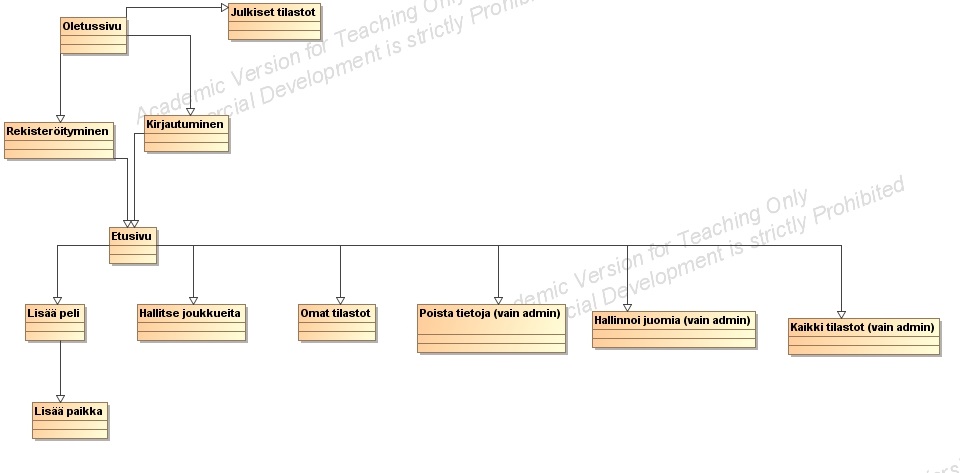 Julkiset tilastot
Oletussivu
Academic Version for Teaching Only
Commercial Development is strictly Prohibited
Rekisteröityminen
Kirjautuminen
Etusivu
Academic Version for Teaching Only
Commercial Development is strictly Prohibited
Lisää peli
Hallitse joukkueita
Omat tilastot
Poista tietoja (vain admin)
Hallinnoi juomia (vain admin)
Kaikki tilastot (vain admin)
Lisää paikka